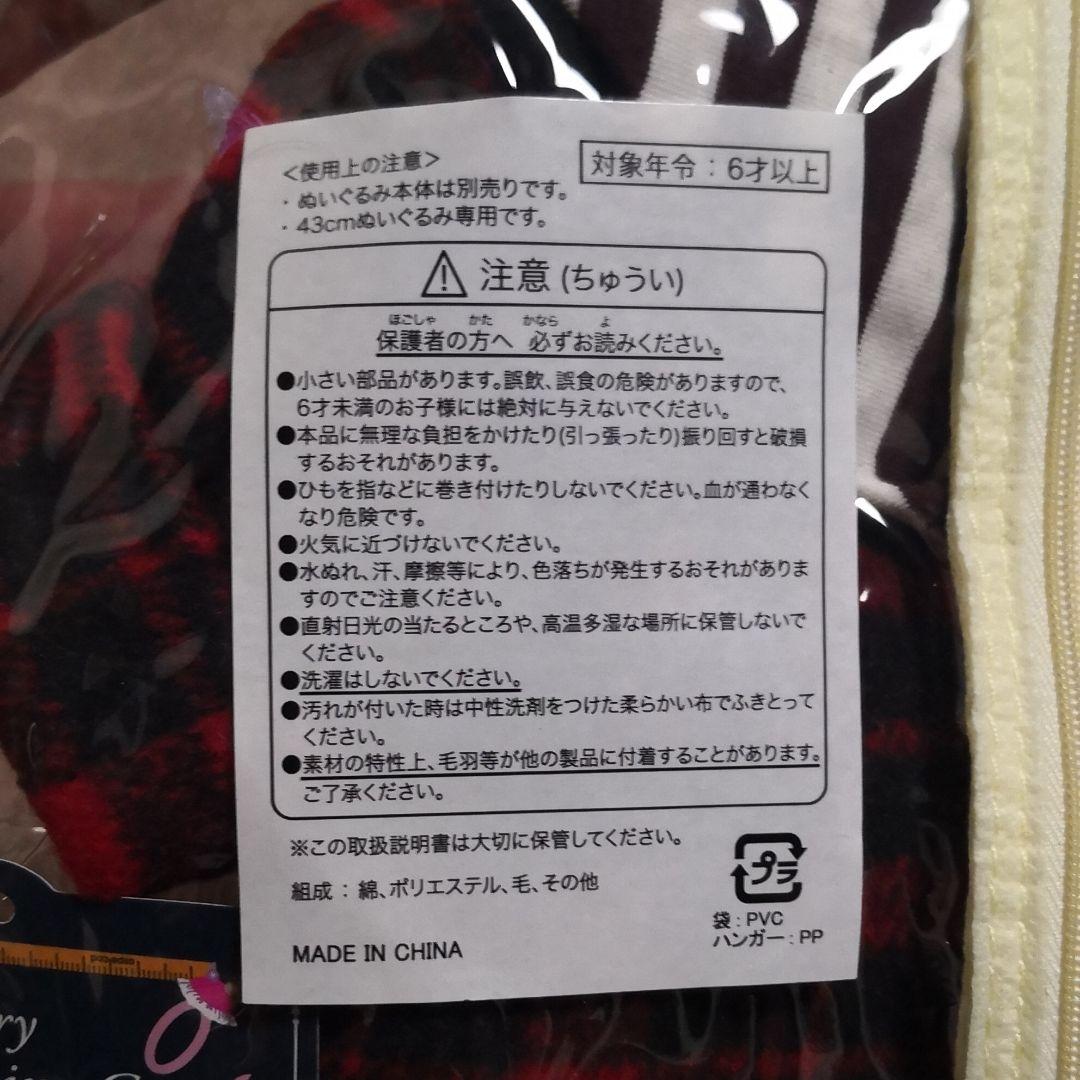 <使用上の注意>
対象年令：6才以上
・ぬいぐるみ本体は別売りです。
・43cmぬいぐるみ専用です。
注意(ちゅうい)
ほごしゃ かた かなら よ
保護者の方へ 必ずお読みください。
●小さい部品があります。誤飲、誤食の危険がありますので、
6才未満のお子様には絶対に与えないでください。
●本品に無理な負担をかけたり(引っ張ったり)振り回すと破損
するおそれがあります。
●ひもを指などに巻き付けたりしないでください。血が通わなく
なり危険です。
●火気に近づけないでください。
●水ぬれ、汗、摩擦等により、色落ちが発生するおそれがありま
すのでご注意ください。
●直射日光の当たるところや、高温多湿な場所に保管しないで
ください。
●洗濯はしないでください。
●汚れが付いた時は中性洗剤をつけた柔らかい布でふきとって
ください。
●素材の特性上、毛羽等が他の製品に付着することがあります。
ご了承ください。
※この取扱説明書は大切に保管してください。
組成：綿、ポリエステル、毛、その他
プラ
袋：PVC
ハンガー：PP
MADE IN CHINA
ry